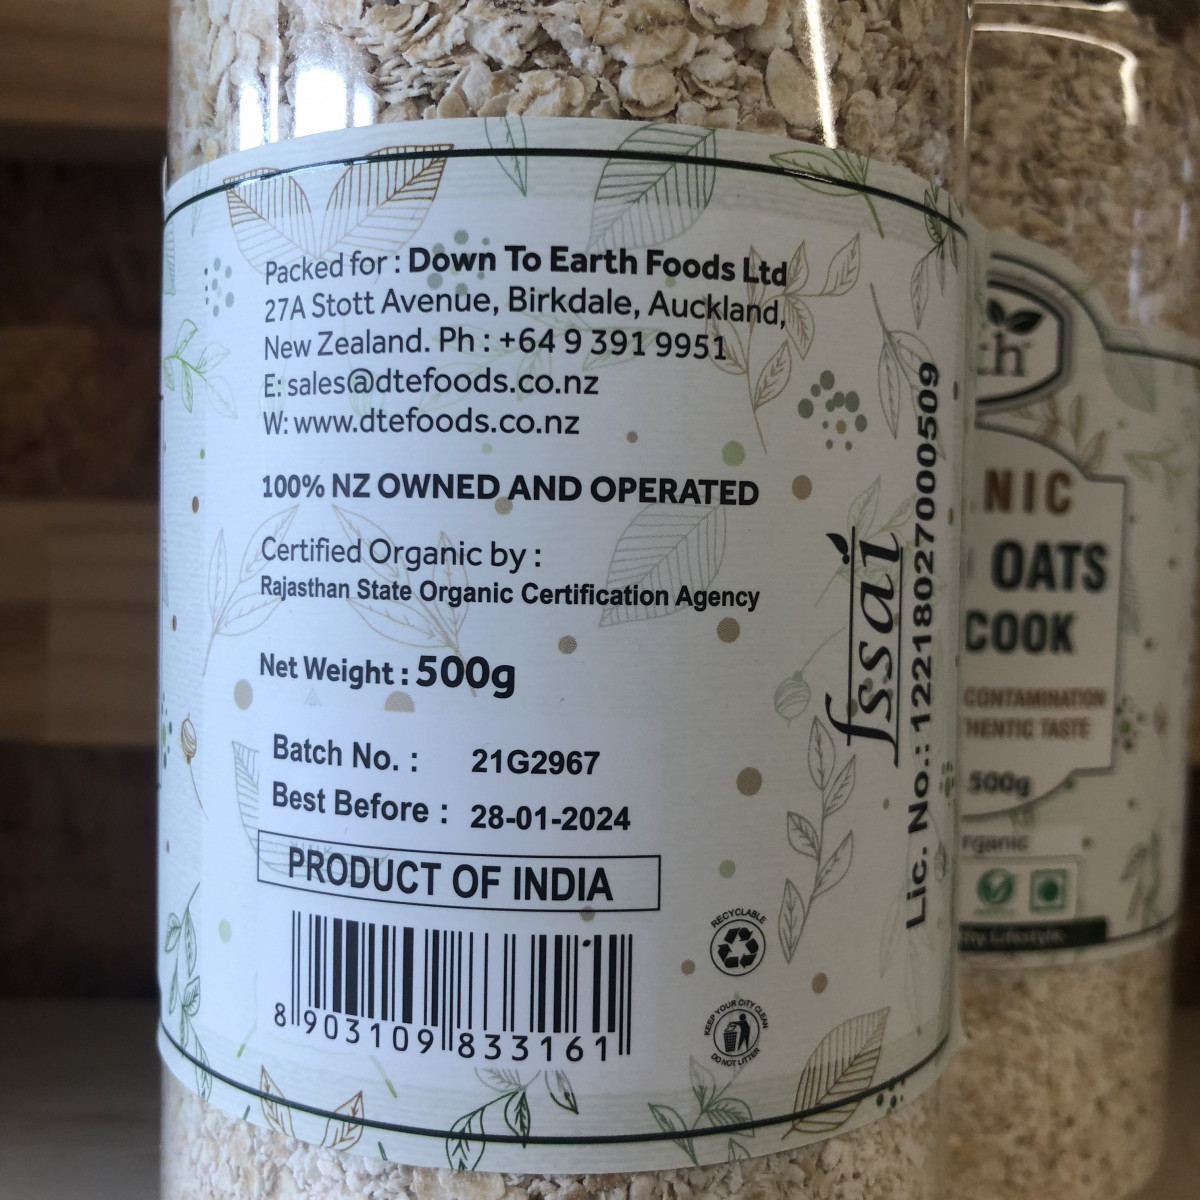 Packed for : Down To Earth Foods Ltd
27A Stott Avenue, Birkdale, Auckland,
New Zealand. Ph : +64 9 391 9951
E: sales@dtefoods.co.nz
W: www.dtefoods.co.nz
100% NZ OWNED AND OPERATED
Certified Organic by :
Rajasthan State Organic Certification Agency
Net Weight : 500g
Batch No. : 21G2967
Best Before : 28-01-2024
PRODUCT OF INDIA
8 903109 833161
RECYCLABLE
KEEP YOUR CITY CLEAN
DO NOT LITTER
fssai
Lic. No.: 12218027000509
th
NIC
OATS
COOK
CONTAMINATION
HENTIC TASTE
500g
rganic
Lifestyle.